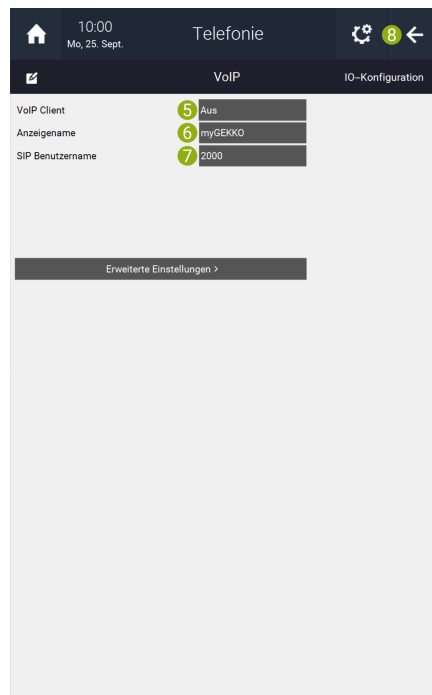 10:00
Mo, 25. Sept.
Telefonie
8
VoIP
IO-Konfiguration
VoIP Client
5 Aus
Anzeigename
6 myGEKKO
SIP Benutzername
7 2000
Erweiterte Einstellungen >